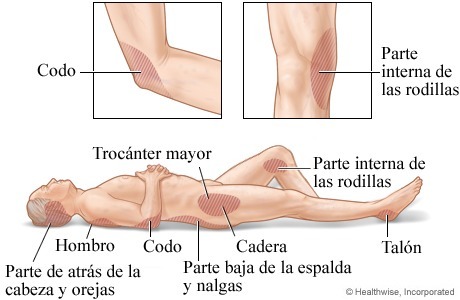 Codo
Parte
interna de
las rodillas
Trocánter mayor
Parte interna de
las rodillas
Hombro
Codo
Cadera
Talón
Parte de atrás de la
cabeza y orejas
Parte baja de la espalda
y nalgas
© Healthwise, Incorporated